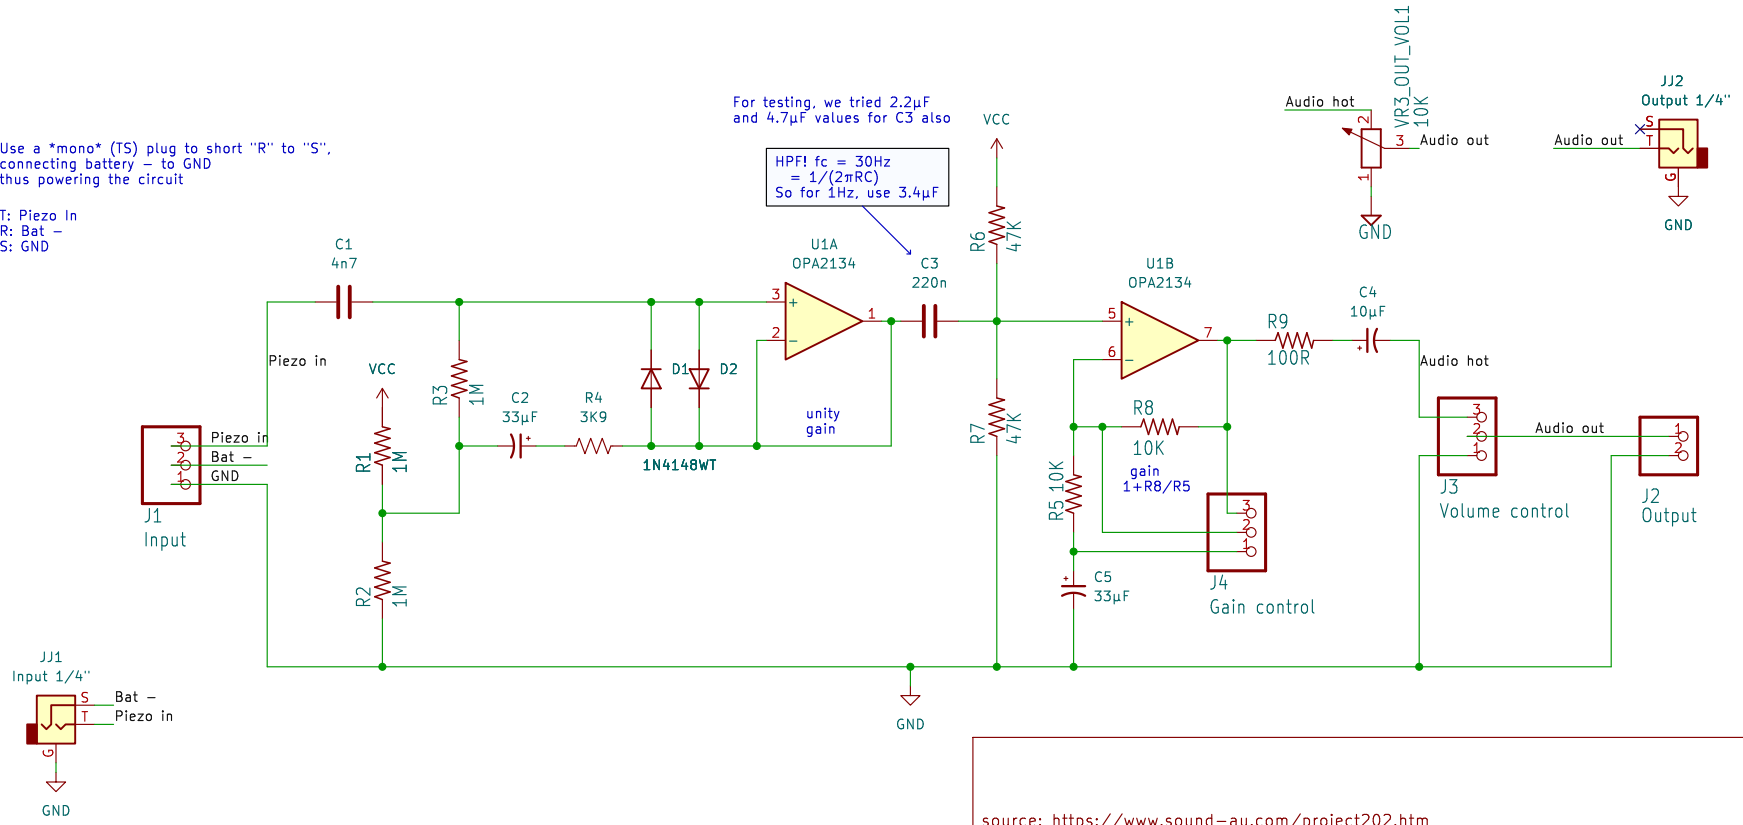 Use a *mono* (TS) plug to short "R" to "S",
connecting battery – to GND
thus powering the circuit
T: Piezo In
R: Bat –
S: GND
For testing, we tried 2.2µF
and 4.7µF values for C3 also
HPF! fc = 30Hz
= 1/(2πRC)
So for 1Hz, use 3.4µF
VCC
R6
47K
Audio hot
VR3_OUT_VOL1
10K
2
3
1
Audio out
GND
JJ2
Output 1/4"
S
T
G
Audio out
GND
C1
4n7
Piezo in
VCC
R3
1M
C2
33µF
+
R4
3K9
D1
D2
1N4148WT
U1A
OPA2134
3
+
2
–
1
unity
gain
C3
220n
R7
47K
U1B
OPA2134
5
+
6
–
7
R8
10K
gain
1+R8/R5
R5
10K
R9
100R
C4
10µF
+
Audio hot
J1
Input
3
2
1
Piezo in
Bat –
GND
R1
1M
R2
1M
+
C5
33µF
3
2
1
J4
Gain control
3
2
1
J3
Volume control
Audio out
1
2
J2
Output
GND
JJ1
Input 1/4"
S
T
G
Bat –
Piezo in
GND
source: https://www.sound-au.com/project202.htm